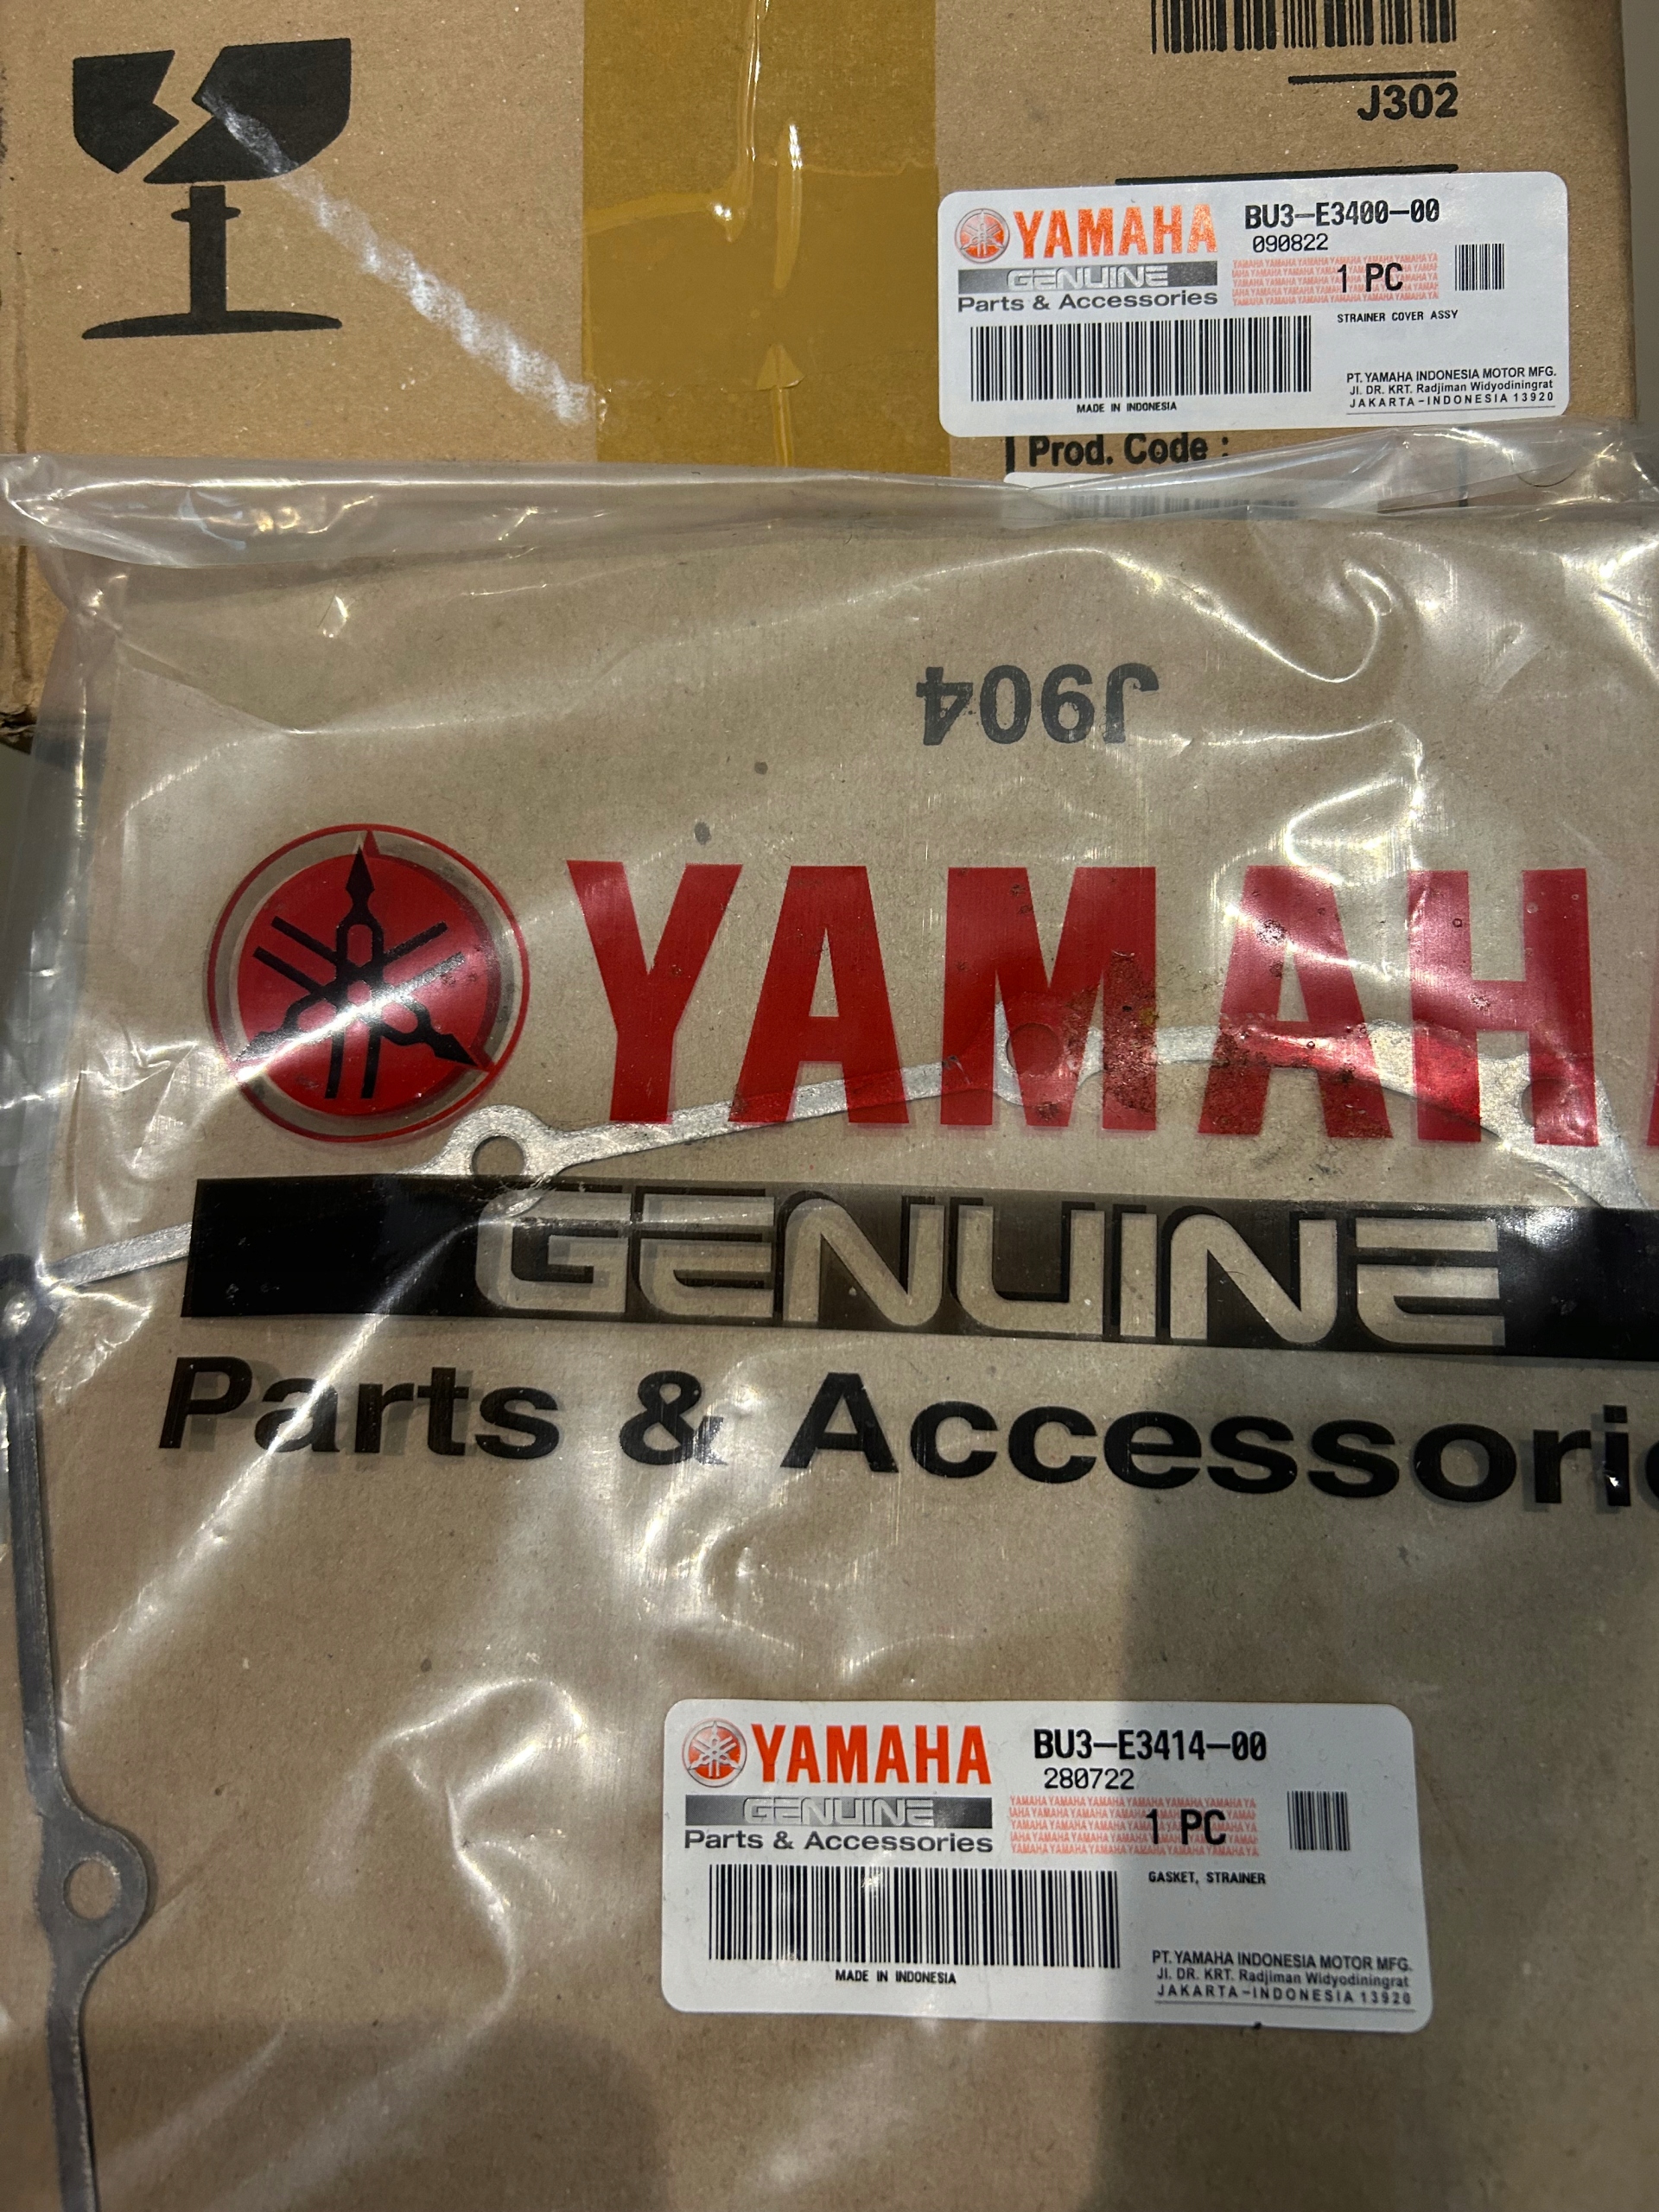 J302
YAMAHA
BU3-E3400-00
090822
GENUINE
1 PC
Parts & Accessories
STRAINER COVER ASSY
PT. YAMAHA INDONESIA MOTOR MFG.
Jl. DR. KRT. Radjiman Widyodiningrat
JAKARTA-INDONESIA 13920
MADE IN INDONESIA
Prod. Code :
J904
YAMAHA
GENUINE
Parts & Accessori
YAMAHA
BU3-E3414-00
280722
GENUINE
1 PC
Parts & Accessories
GASKET, STRAINER
PT. YAMAHA INDONESIA MOTOR MFG.
Jl. DR. KRT. Radjiman Widyodiningrat
JAKARTA-INDONESIA 13920
MADE IN INDONESIA